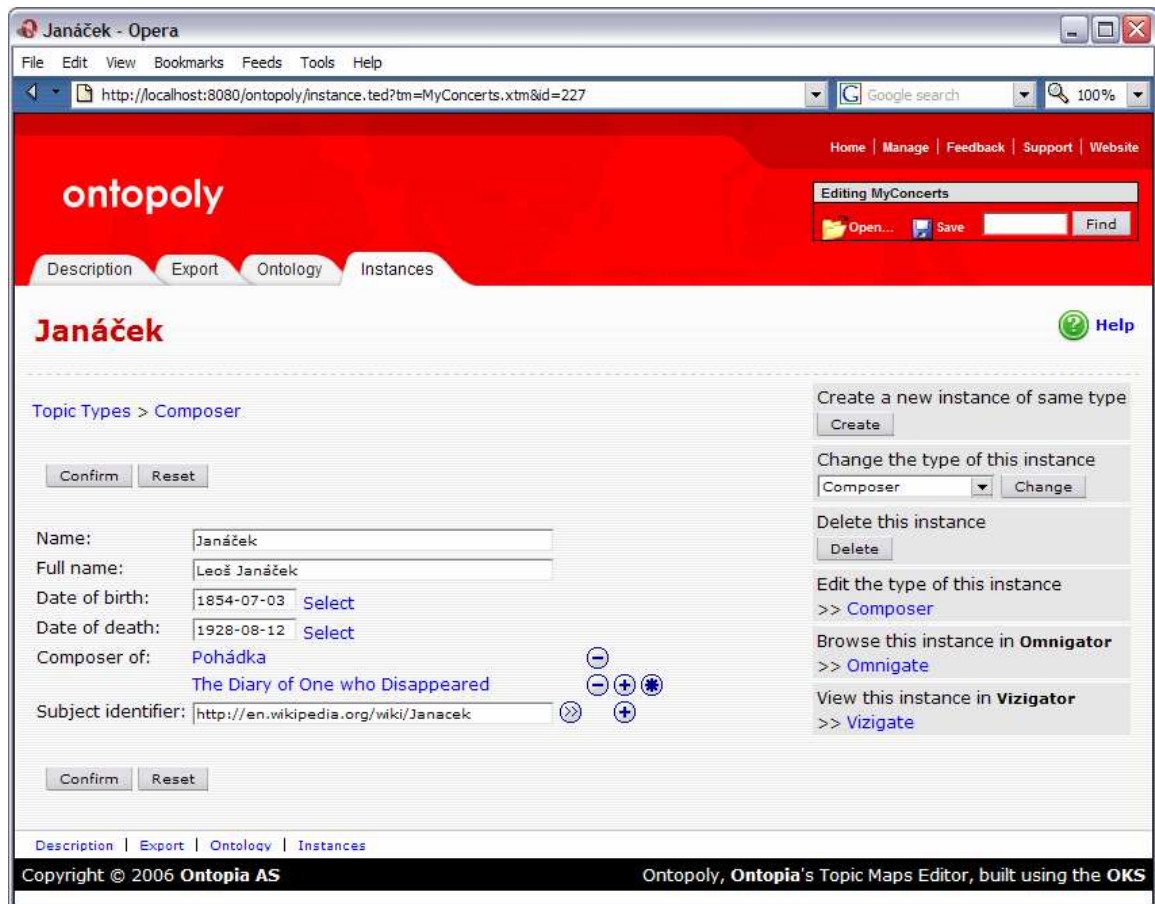 Janáček - Opera
File Edit View Bookmarks Feeds Tools Help
http://localhost:8080/ontopoly/instance.ted?tm=MyConcerts.xtm&id=227
Google search
100%
Home | Manage | Feedback | Support | Website
ontopoly
Editing MyConcerts
Open... Save Find
Description Export Ontology Instances
Janáček
Help
Topic Types > Composer
Confirm Reset
Name: Janáček
Full name: Leoš Janáček
Date of birth: 1854-07-03 Select
Date of death: 1928-08-12 Select
Composer of: Pohádka
The Diary of One who Disappeared
Subject identifier: http://en.wikipedia.org/wiki/Janacek
Confirm Reset
Create a new instance of same type
Create
Change the type of this instance
Composer Change
Delete this instance
Delete
Edit the type of this instance
>> Composer
Browse this instance in Omnigator
>> Omnigate
View this instance in Vizigator
>> Vizigate
Description | Export | Ontology | Instances
Copyright © 2006 Ontopia AS
Ontopoly, Ontopia's Topic Maps Editor, built using the OKS